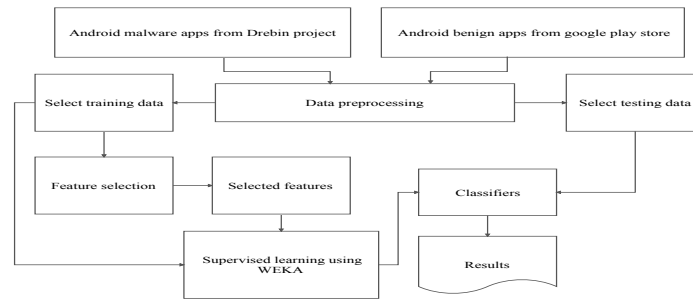 Android malware apps from Drebin project
Android benign apps from google play store
Select training data
Data preprocessing
Select testing data
Feature selection
Selected features
Classifiers
Supervised learning using
WEKA
Results